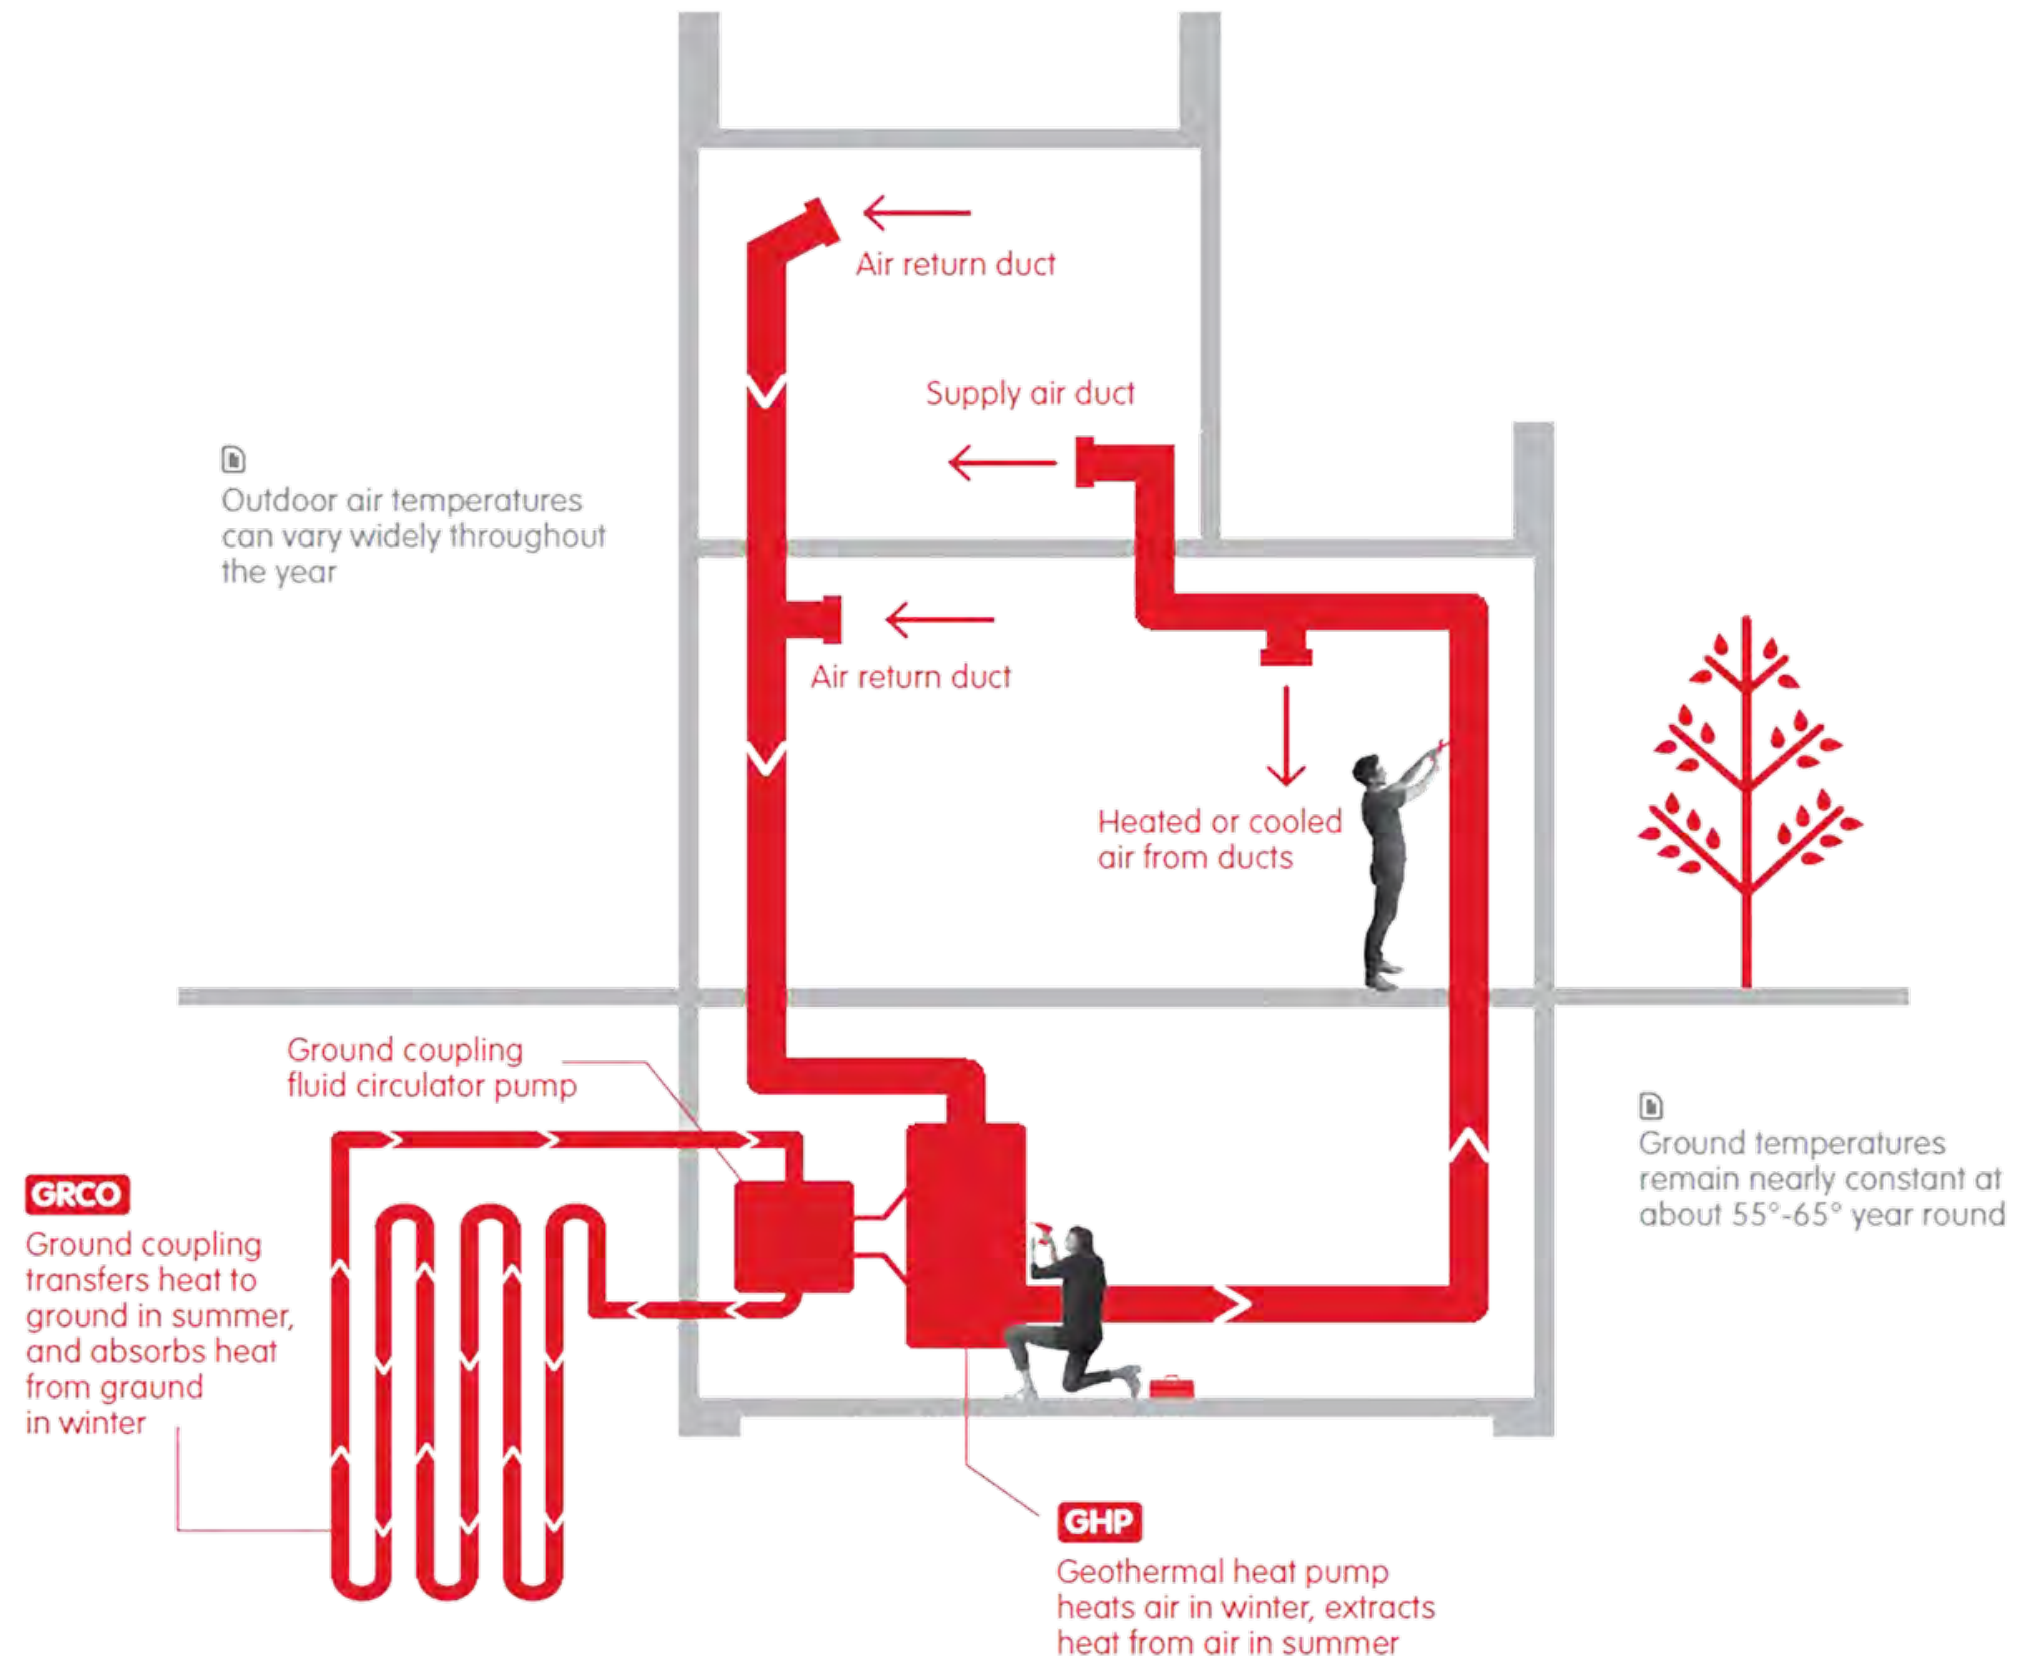 Air return duct
Supply air duct
Outdoor air temperatures
can vary widely throughout
the year
Air return duct
Heated or cooled
air from ducts
Ground coupling
fluid circulator pump
Ground temperatures
remain nearly constant at
about 55°-65° year round
GRCO
Ground coupling
transfers heat to
ground in summer,
and absorbs heat
from graund
in winter
GHP
Geothermal heat pump
heats air in winter, extracts
heat from air in summer